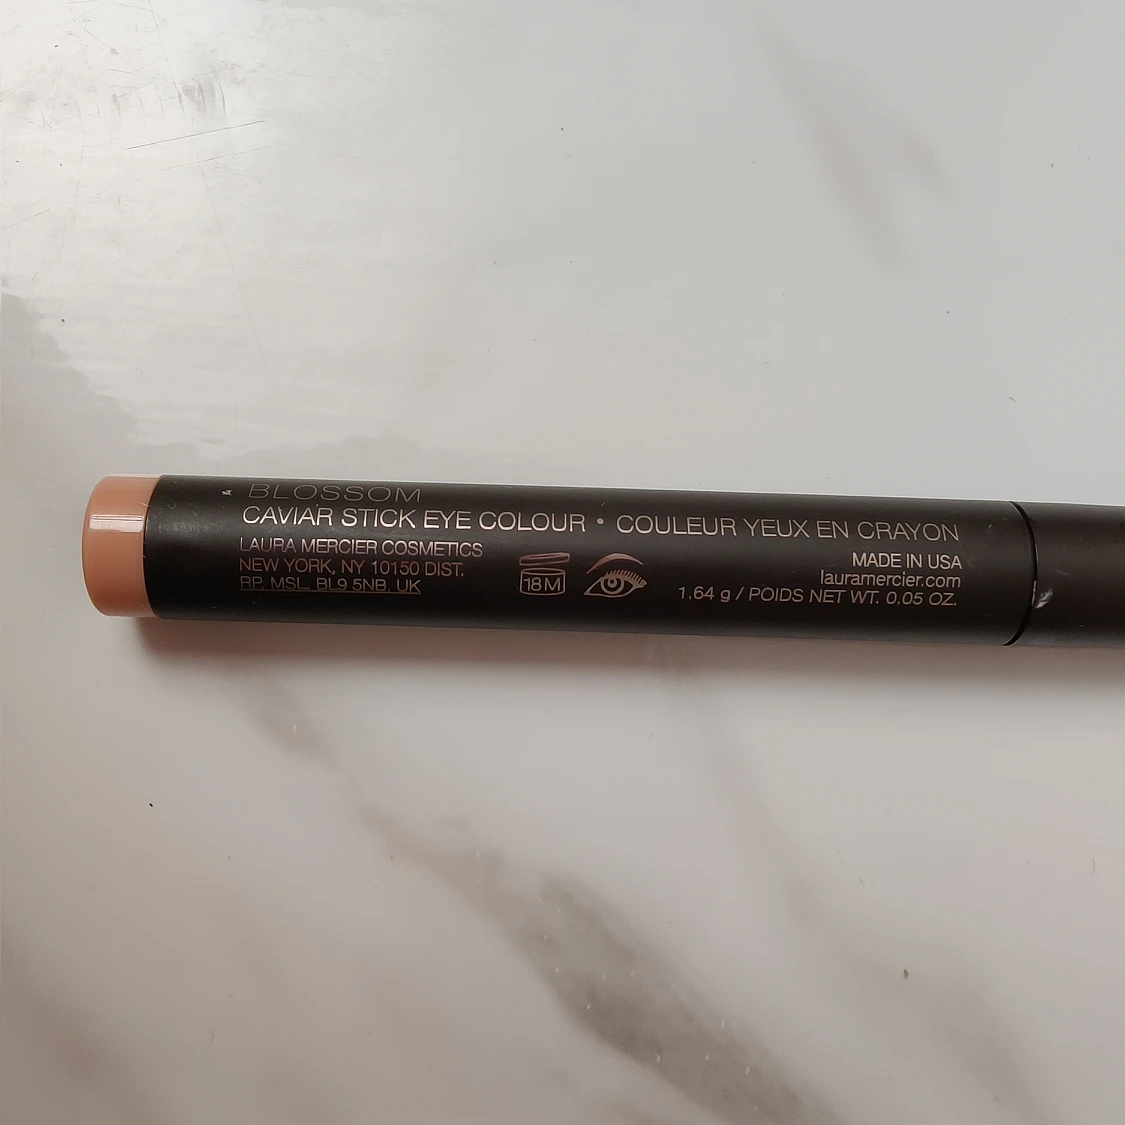 BLOSSOM
CAVIAR STICK EYE COLOUR • COULEUR YEUX EN CRAYON
LAURA MERCIER COSMETICS
NEW YORK, NY 10150 DIST.
RP, MSL, BL9 5NB, UK
18M
MADE IN USA
lauramercier.com
1.64 g / POIDS NET WT. 0.05 OZ.